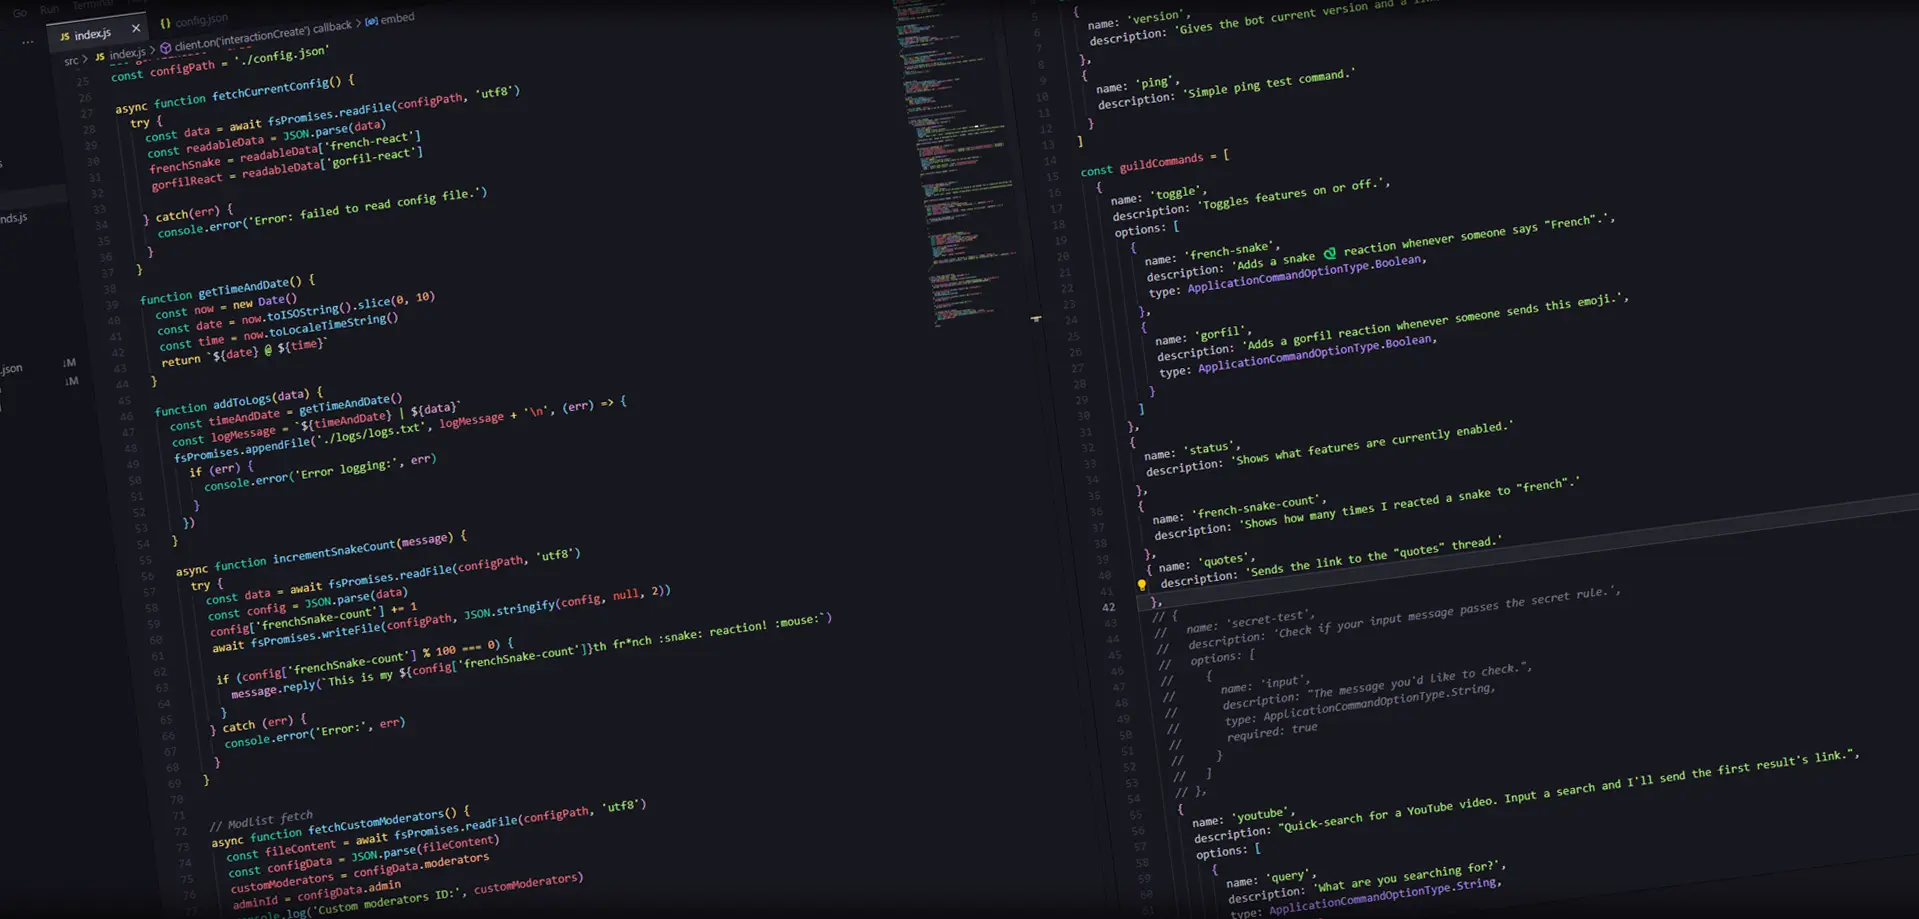 Go Run Terminal
JS index.js ×
{} config.json
src > JS index.js > client.on('interactionCreate') callback > embed
const configPath = './config.json'
async function fetchCurrentConfig() {
try {
const data = await fsPromises.readFile(configPath, 'utf8')
const readableData = JSON.parse(data)
frenchSnake = readableData['french-react']
gorfilReact = readableData['gorfil-react']
} catch(err) {
console.error('Error: failed to read config file.')
}
}
function getTimeAndDate() {
const now = new Date()
const date = now.toISOString().slice(0, 10)
const time = now.toLocaleTimeString()
return `${date} @ ${time}`
}
function addToLogs(data) {
const timeAndDate = getTimeAndDate()
const logMessage = `${timeAndDate} | ${data}`
fsPromises.appendFile('./logs/logs.txt', logMessage + '\n', (err) => {
if (err) {
console.error('Error logging:', err)
}
})
}
async function incrementSnakeCount(message) {
try {
const data = await fsPromises.readFile(configPath, 'utf8')
const config = JSON.parse(data)
config['frenchSnake-count'] += 1
await fsPromises.writeFile(configPath, JSON.stringify(config, null, 2))
if (config['frenchSnake-count'] % 100 === 0) {
message.reply(`This is my ${config['frenchSnake-count']}th fr*nch :snake: reaction! :mouse:`)
}
} catch (err) {
console.error('Error:', err)
}
}
// ModList fetch
async function fetchCustomModerators() {
const fileContent = await fsPromises.readFile(configPath, 'utf8')
const configData = JSON.parse(fileContent)
customModerators = configData.moderators
adminId = configData.admin
console.log('Custom moderators ID:', customModerators)
{
name: 'version',
description: 'Gives the bot current version and a
},
{
name: 'ping',
description: 'Simple ping test command.'
}
]
const guildCommands = [
{
name: 'toggle',
description: 'Toggles features on or off.',
options: [
{
name: 'french-snake',
description: 'Adds a snake 🐍 reaction whenever someone says "French".',
type: ApplicationCommandOptionType.Boolean,
},
{
name: 'gorfil',
description: 'Adds a gorfil reaction whenever someone sends this emoji.',
type: ApplicationCommandOptionType.Boolean,
}
]
},
{
name: 'status',
description: 'Shows what features are currently enabled.'
},
{
name: 'french-snake-count',
description: 'Shows how many times I reacted a snake to "french".'
},
{ name: 'quotes',
description: 'Sends the link to the "quotes" thread.'
},
// {
// name: 'secret-test',
// description: 'Check if your input message passes the secret rule.',
// options: [
// {
// name: 'input',
// description: "The message you'd like to check.",
// type: ApplicationCommandOptionType.String,
// required: true
// }
// ]
// },
{
name: 'youtube',
description: "Quick-search for a YouTube video. Input a search and I'll send the first result's link.",
options: [
{
name: 'query',
description: 'What are you searching for?',
type: ApplicationCommandOptionType.String,
nds.js
.json
↓M
↓M